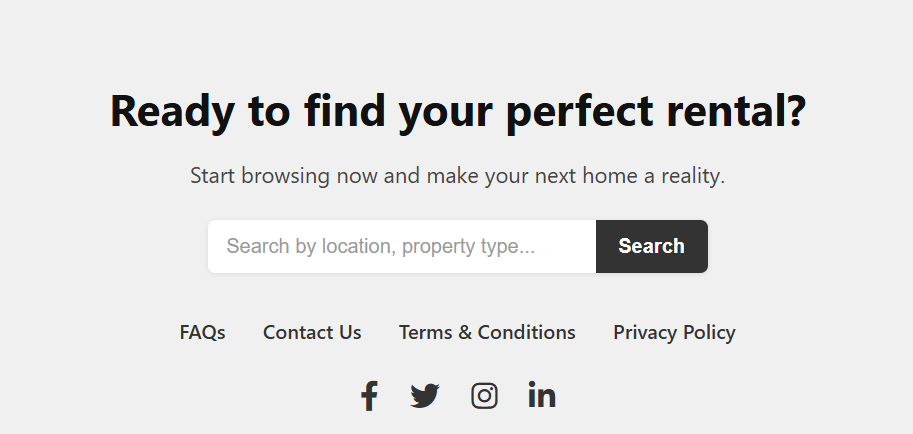 Ready to find your perfect rental?
Start browsing now and make your next home a reality.
Search by location, property type... Search
FAQs Contact Us Terms & Conditions Privacy Policy